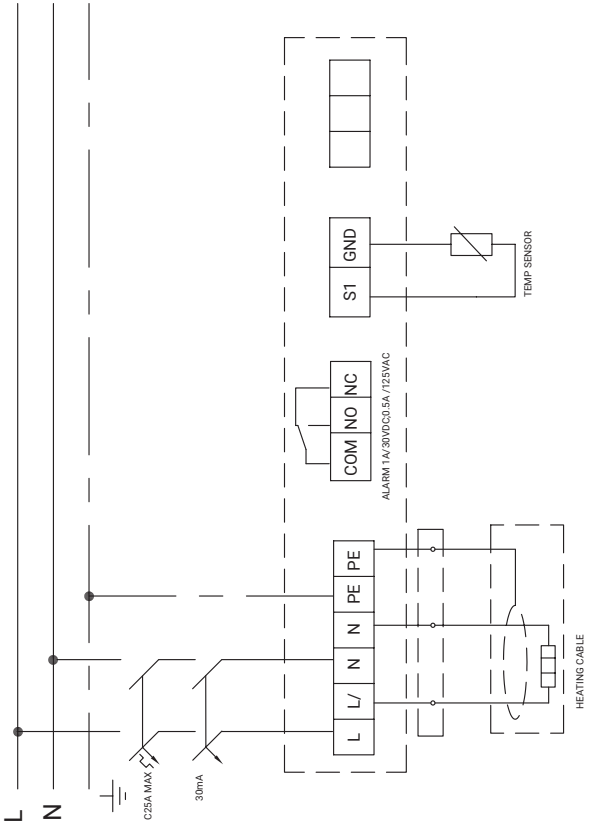 L
N
C25A MAX
30mA
L
L/
N
N
PE
PE
COM
NO
NC
ALARM 1A/30VDC;0.5A /125VAC
S1
GND
TEMP SENSOR
HEATING CABLE